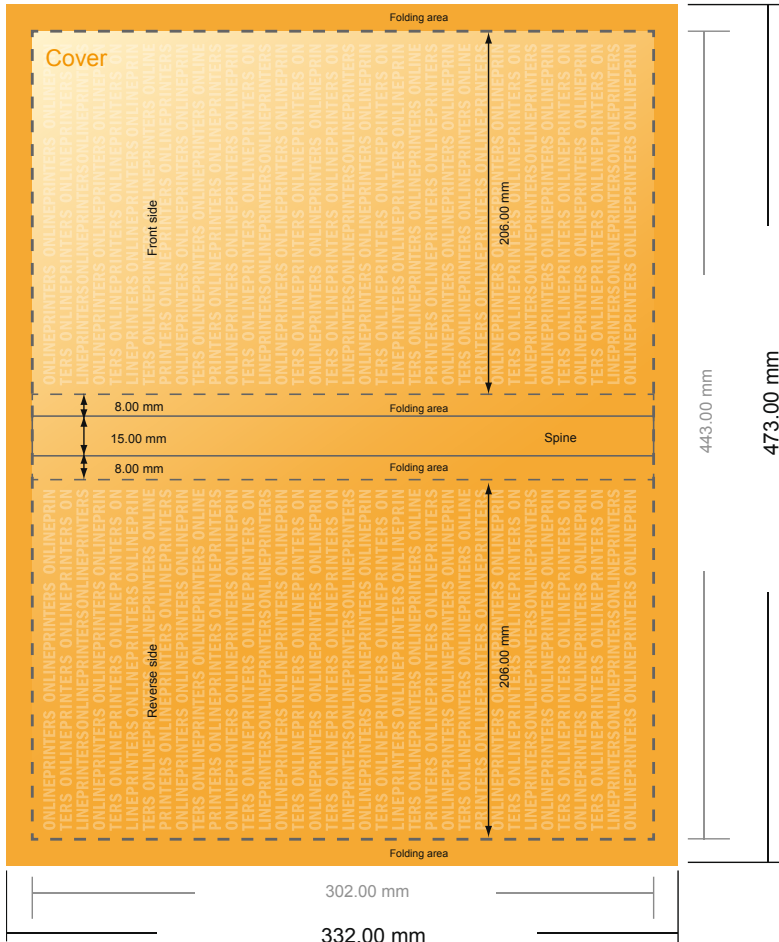 Folding area
Cover
Front side
206.00 mm
8.00 mm
Folding area
15.00 mm
Spine
8.00 mm
Folding area
Reverse side
206.00 mm
Folding area
443.00 mm
473.00 mm
302.00 mm
332.00 mm